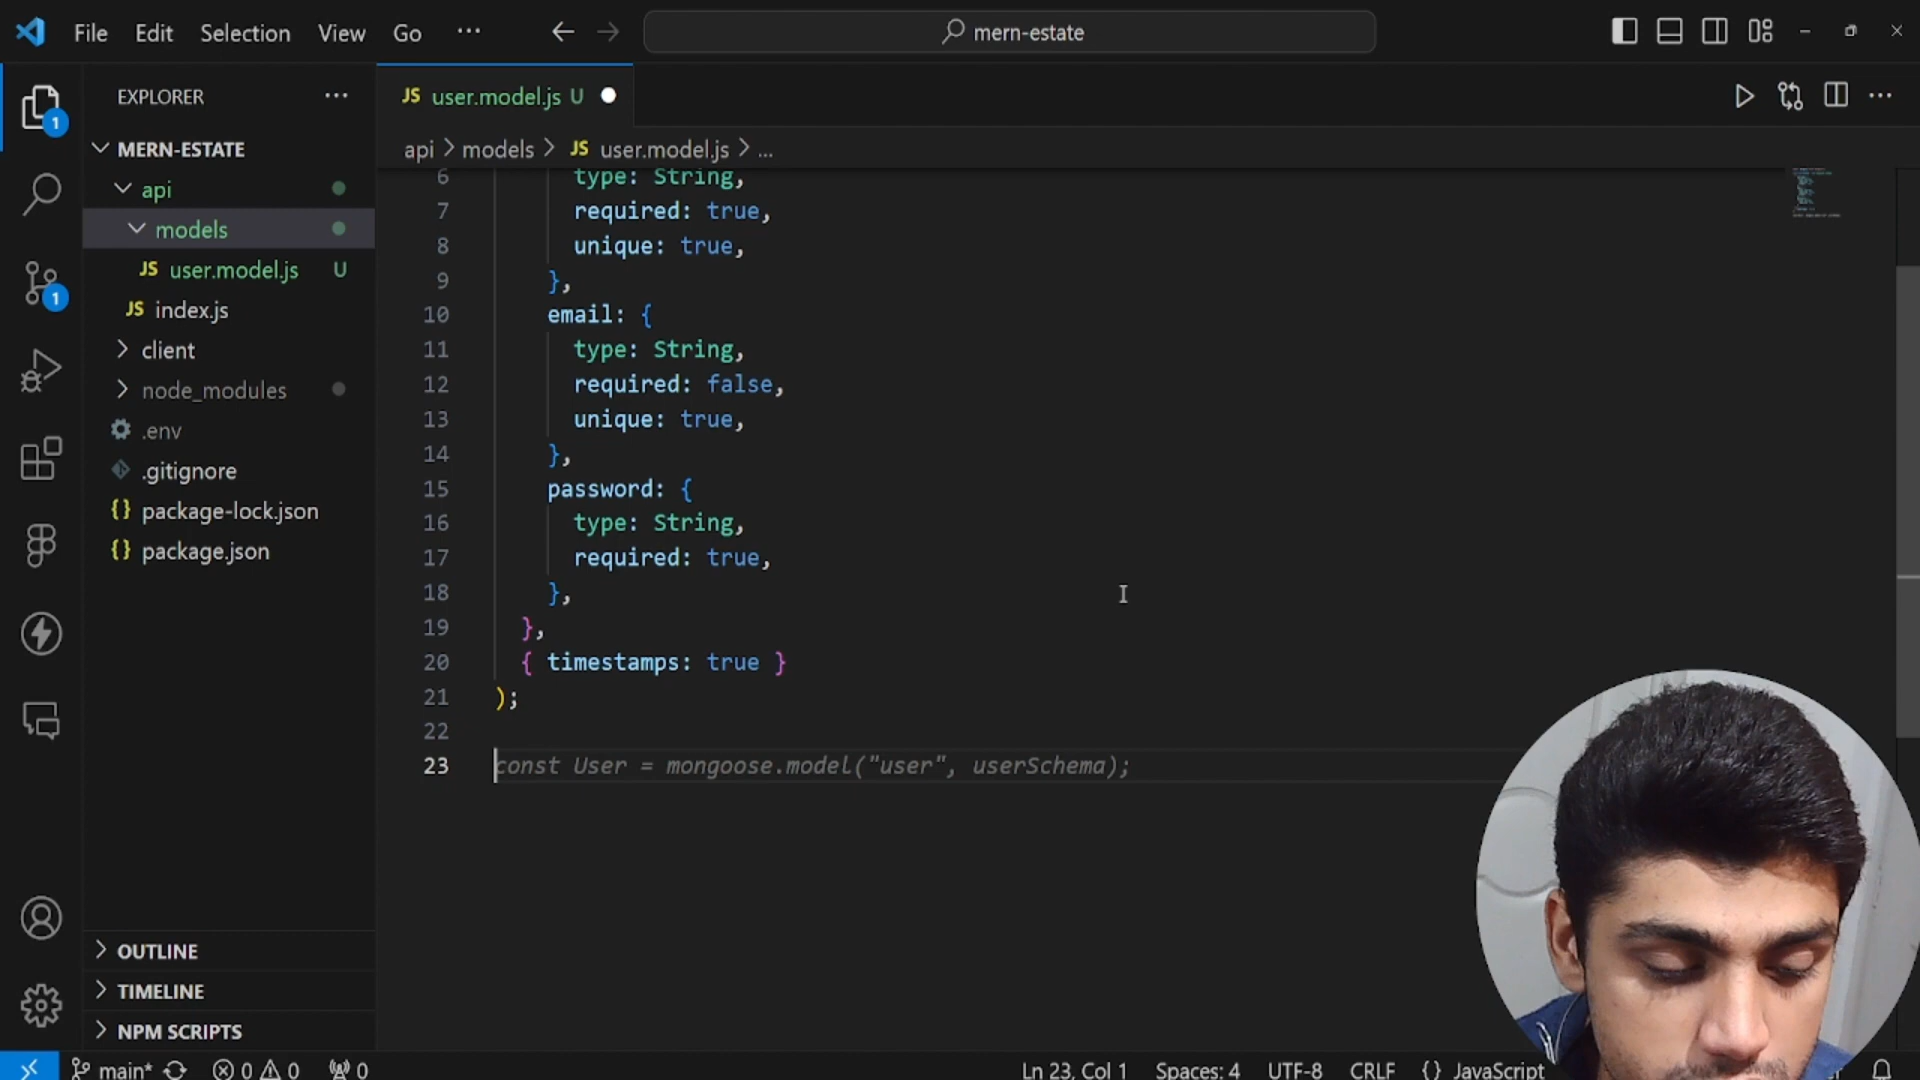 File Edit Selection View Go ··· mern-estate
EXPLORER ···
MERN-ESTATE
api
models
JS user.model.js U
JS index.js
client
node_modules
.env
.gitignore
{} package-lock.json
{} package.json
OUTLINE
TIMELINE
NPM SCRIPTS
1
1
JS user.model.js U
api > models > JS user.model.js > ...
6 type: String,
7 required: true,
8 unique: true,
9 },
10 email: {
11 type: String,
12 required: false,
13 unique: true,
14 },
15 password: {
16 type: String,
17 required: true,
18 },
19 },
20 { timestamps: true }
21 );
22
23 const User = mongoose.model("user", userSchema);
main* 0 0 0 Ln 23, Col 1 Spaces: 4 UTF-8 CRLF {} JavaScript